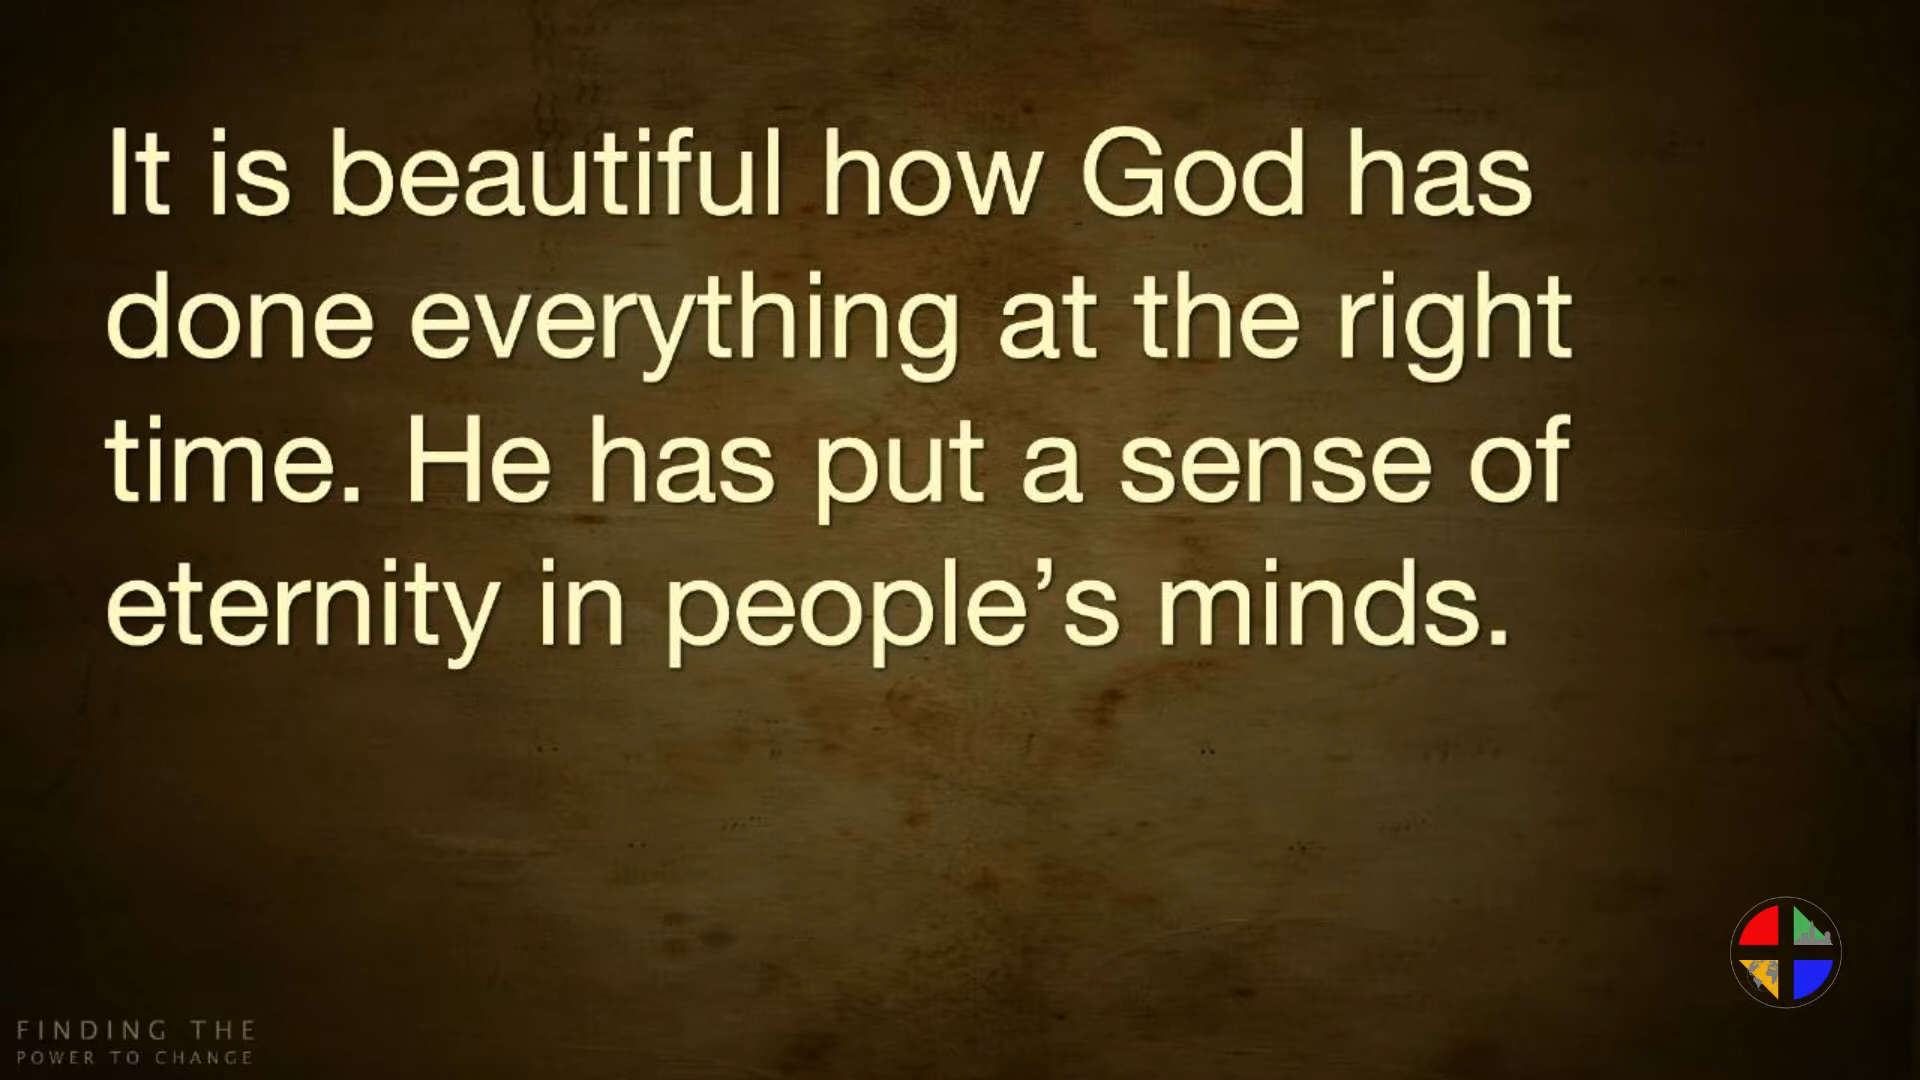 It is beautiful how God has
done everything at the right
time. He has put a sense of
eternity in people’s minds.
FINDING THE
POWER TO CHANGE